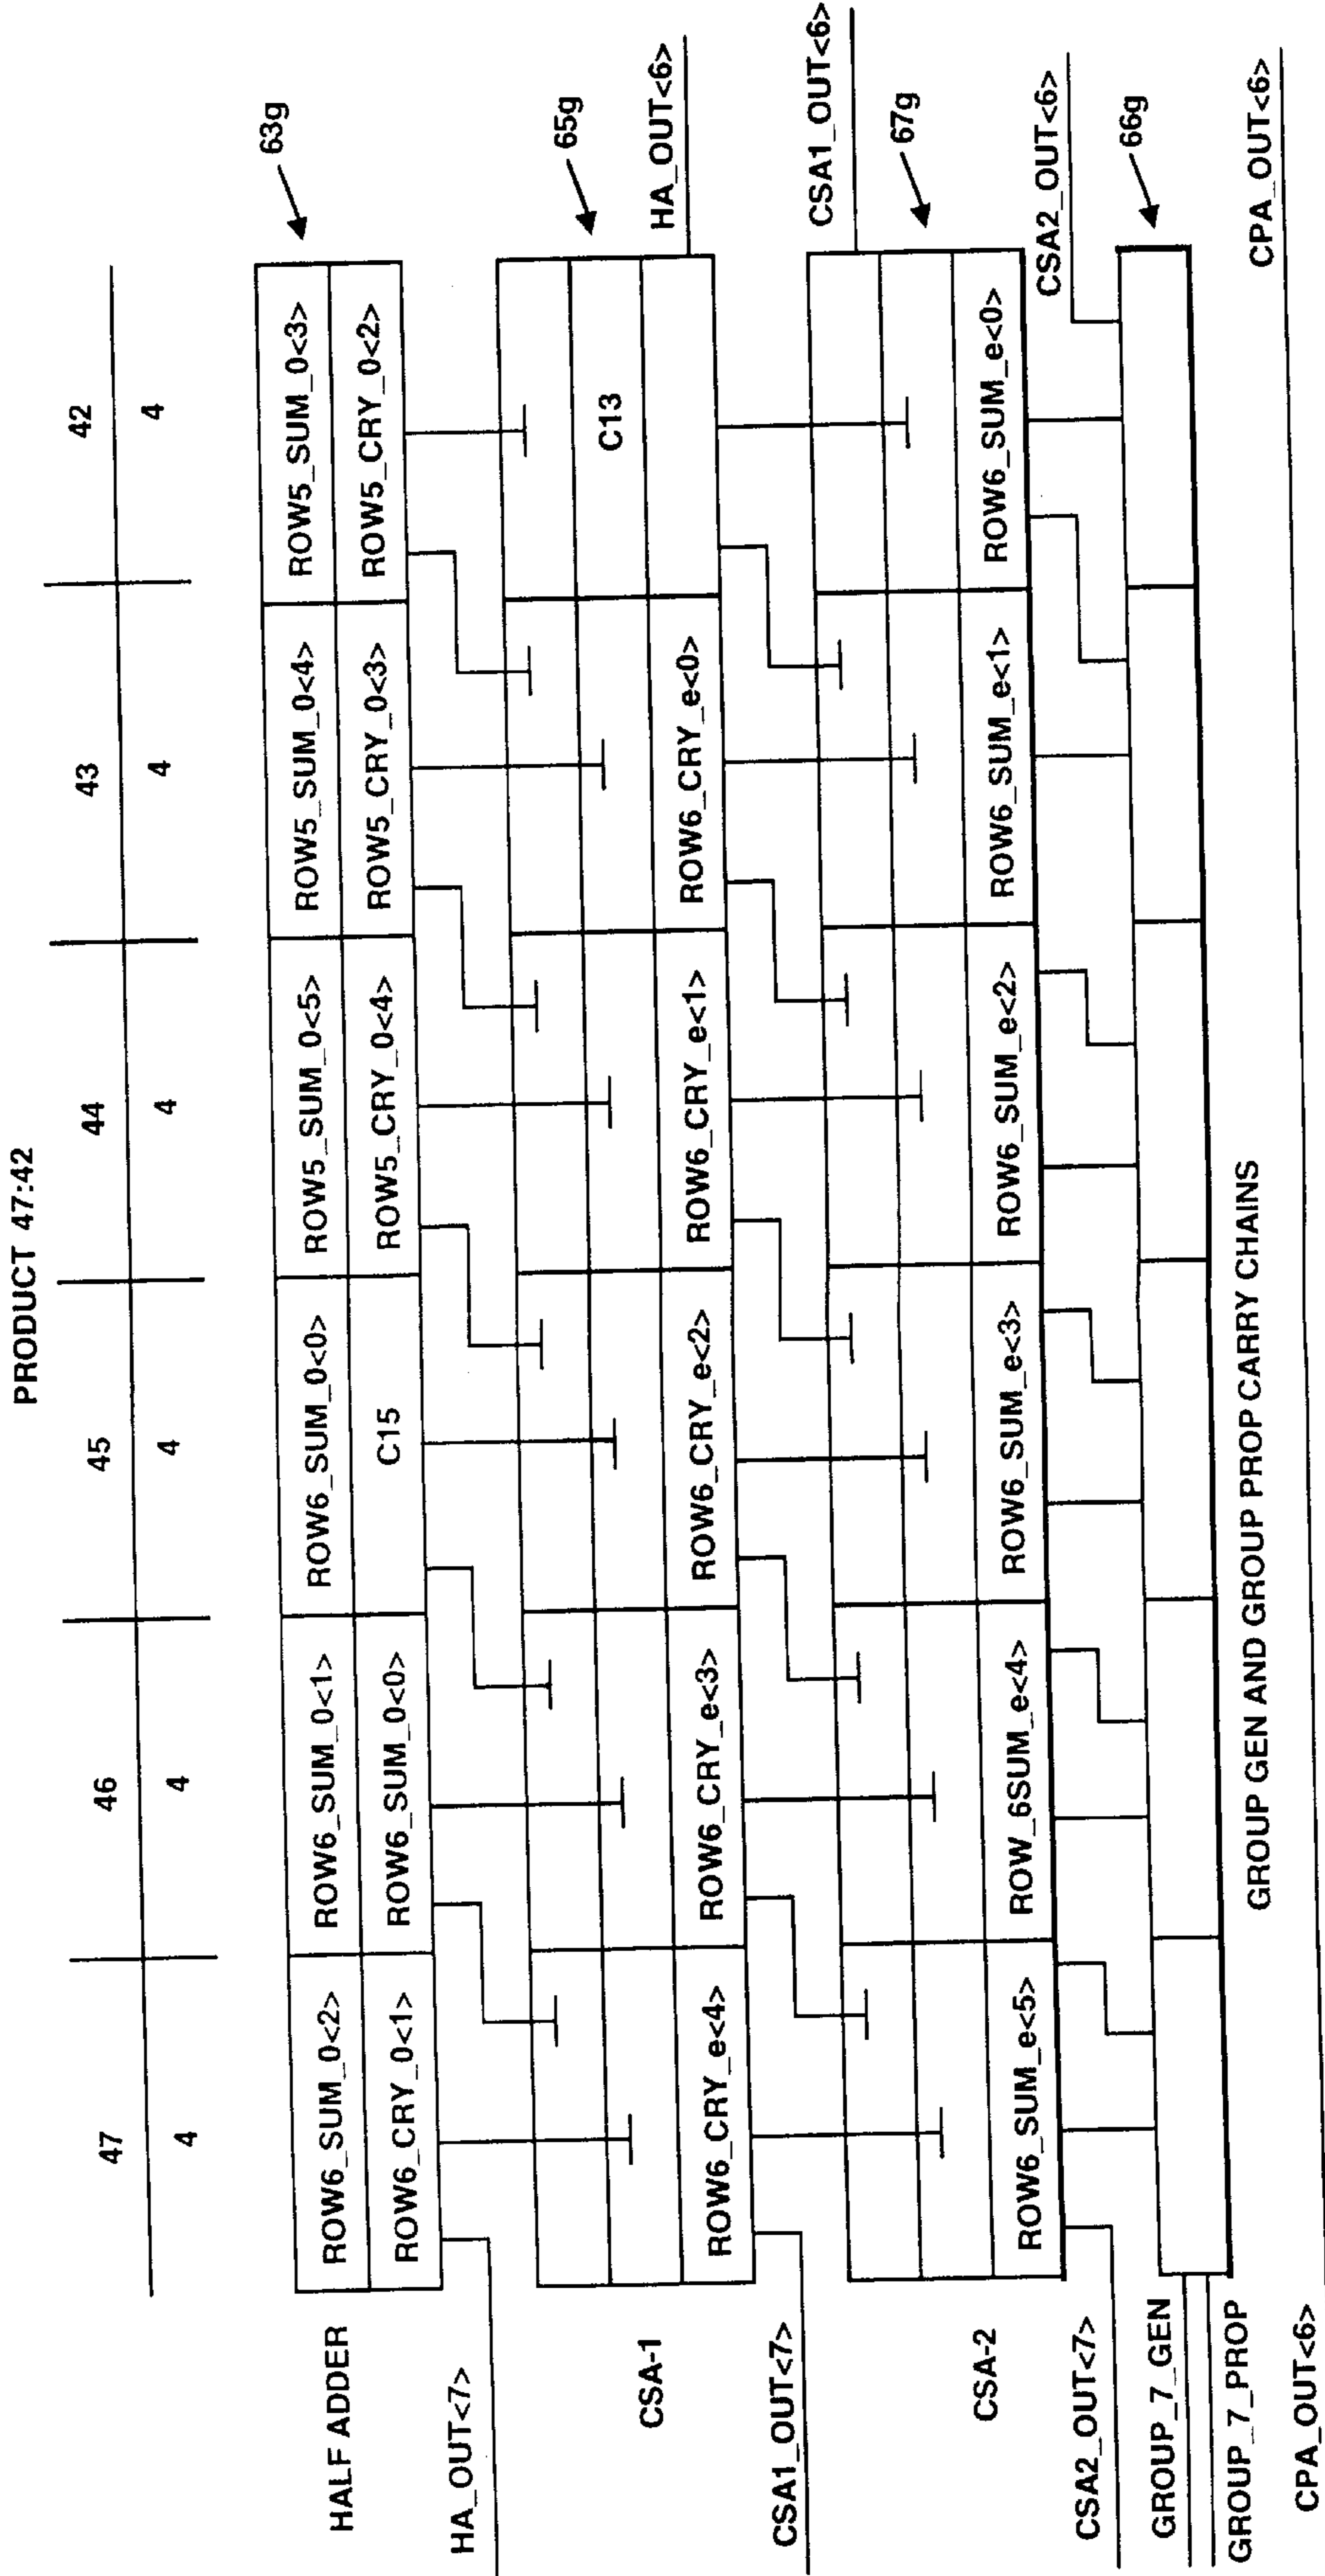 PRODUCT 47:42
47 46 45 44 43 42
4 4 4 4 4 4
63g
HALF ADDER
ROW6_SUM_0<2> ROW6_SUM_0<1> ROW6_SUM_0<0> ROW5_SUM_0<5> ROW5_SUM_0<4> ROW5_SUM_0<3>
ROW6_CRY_0<1> ROW6_SUM_0<0> C15 ROW5_CRY_0<4> ROW5_CRY_0<3> ROW5_CRY_0<2>
HA_OUT<7>
65g
CSA-1
C13
ROW6_CRY_e<4> ROW6_CRY_e<3> ROW6_CRY_e<2> ROW6_CRY_e<1> ROW6_CRY_e<0>
HA_OUT<6>
CSA1_OUT<7>
CSA1_OUT<6>
67g
CSA-2
ROW6_SUM_e<5> ROW_6SUM_e<4> ROW6_SUM_e<3> ROW6_SUM_e<2> ROW6_SUM_e<1> ROW6_SUM_e<0>
CSA2_OUT<7>
CSA2_OUT<6>
66g
GROUP_7_GEN
GROUP_7_PROP
GROUP GEN AND GROUP PROP CARRY CHAINS
CPA_OUT<6>
CPA_OUT<6>